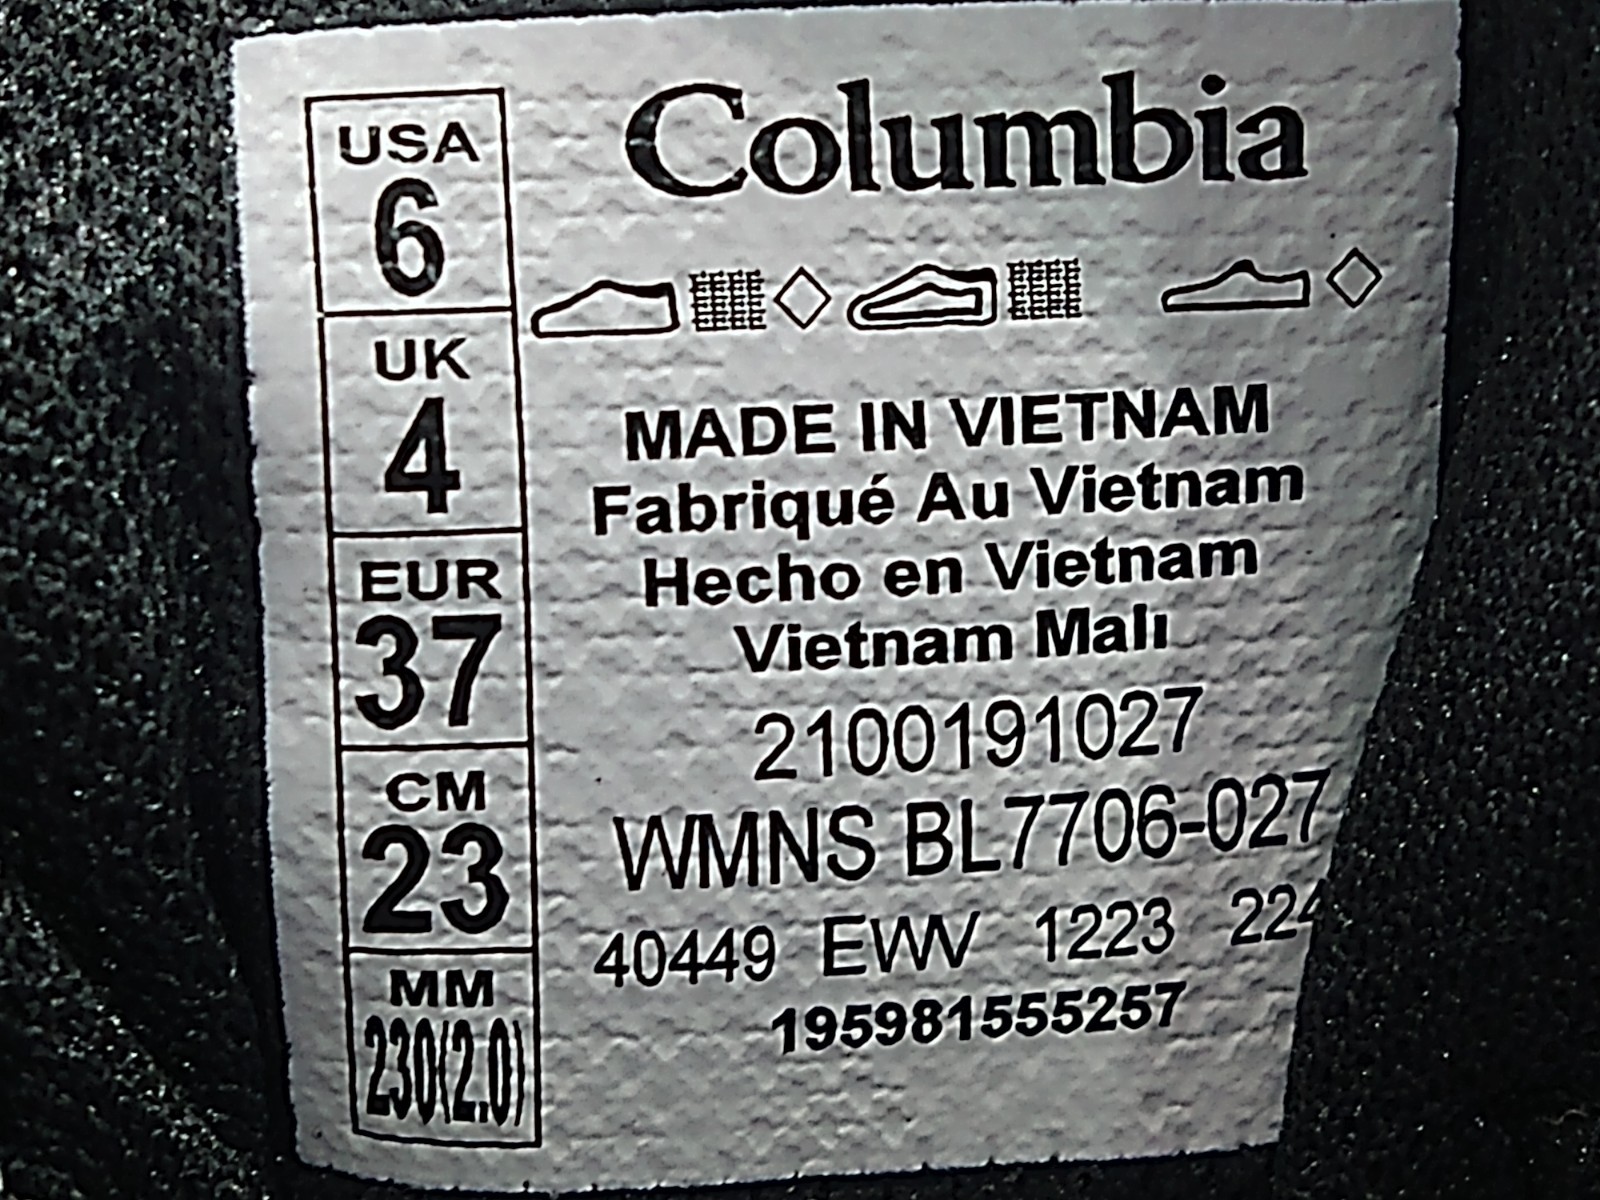 Columbia
USA
6
UK
4
EUR
37
CM
23
MM
230(2.0)
MADE IN VIETNAM
Fabriqué Au Vietnam
Hecho en Vietnam
Vietnam Malı
2100191027
WMNS BL7706-027
40449 EVW 1223
195981555257